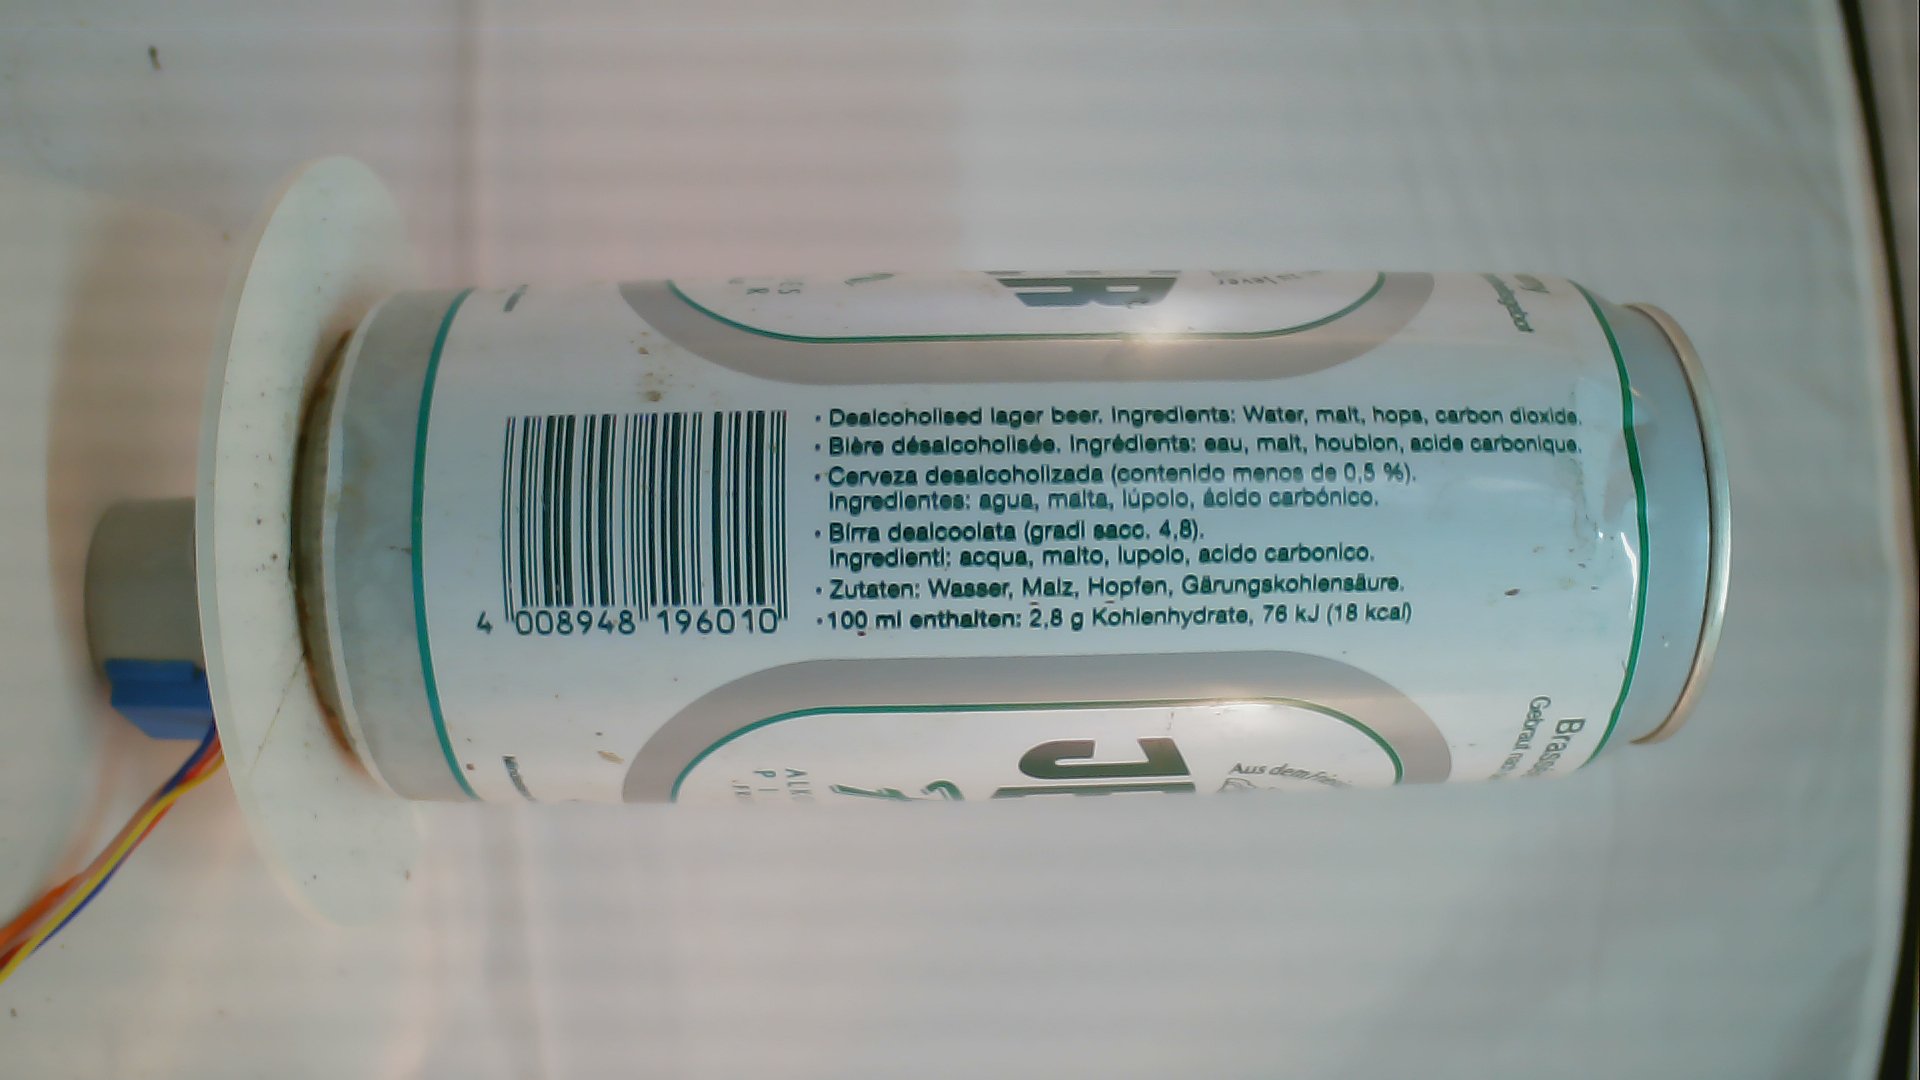 · Dealcoholised lager beer. Ingredients: Water, malt, hops, carbon dioxide.
· Bière désalcoholisée. Ingrédients: eau, malt, houblon, acide carbonique.
· Cerveza desalcoholizada (contenido menos de 0,5 %).
Ingredientes: agua, malta, lúpolo, ácido carbónico.
· Birra dealcoolata (gradi sacc. 4,8).
Ingredienti: acqua, malto, lupolo, acido carbonico.
· Zutaten: Wasser, Malz, Hopfen, Gärungskohlensäure.
· 100 ml enthalten: 2,8 g Kohlenhydrate, 76 kJ (18 kcal)
4 008948 196010
Aus dem
Gebraut